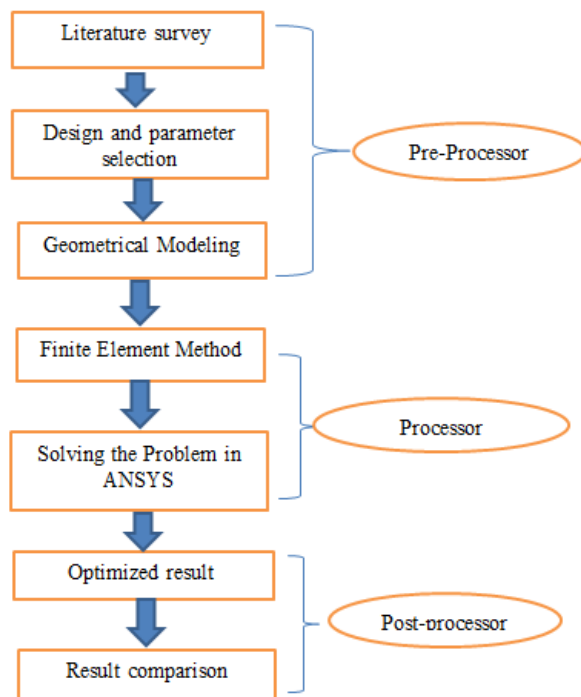 Literature survey
Design and parameter
selection
Pre-Processor
Geometrical Modeling
Finite Element Method
Processor
Solving the Problem in
ANSYS
Optimized result
Post-processor
Result comparison